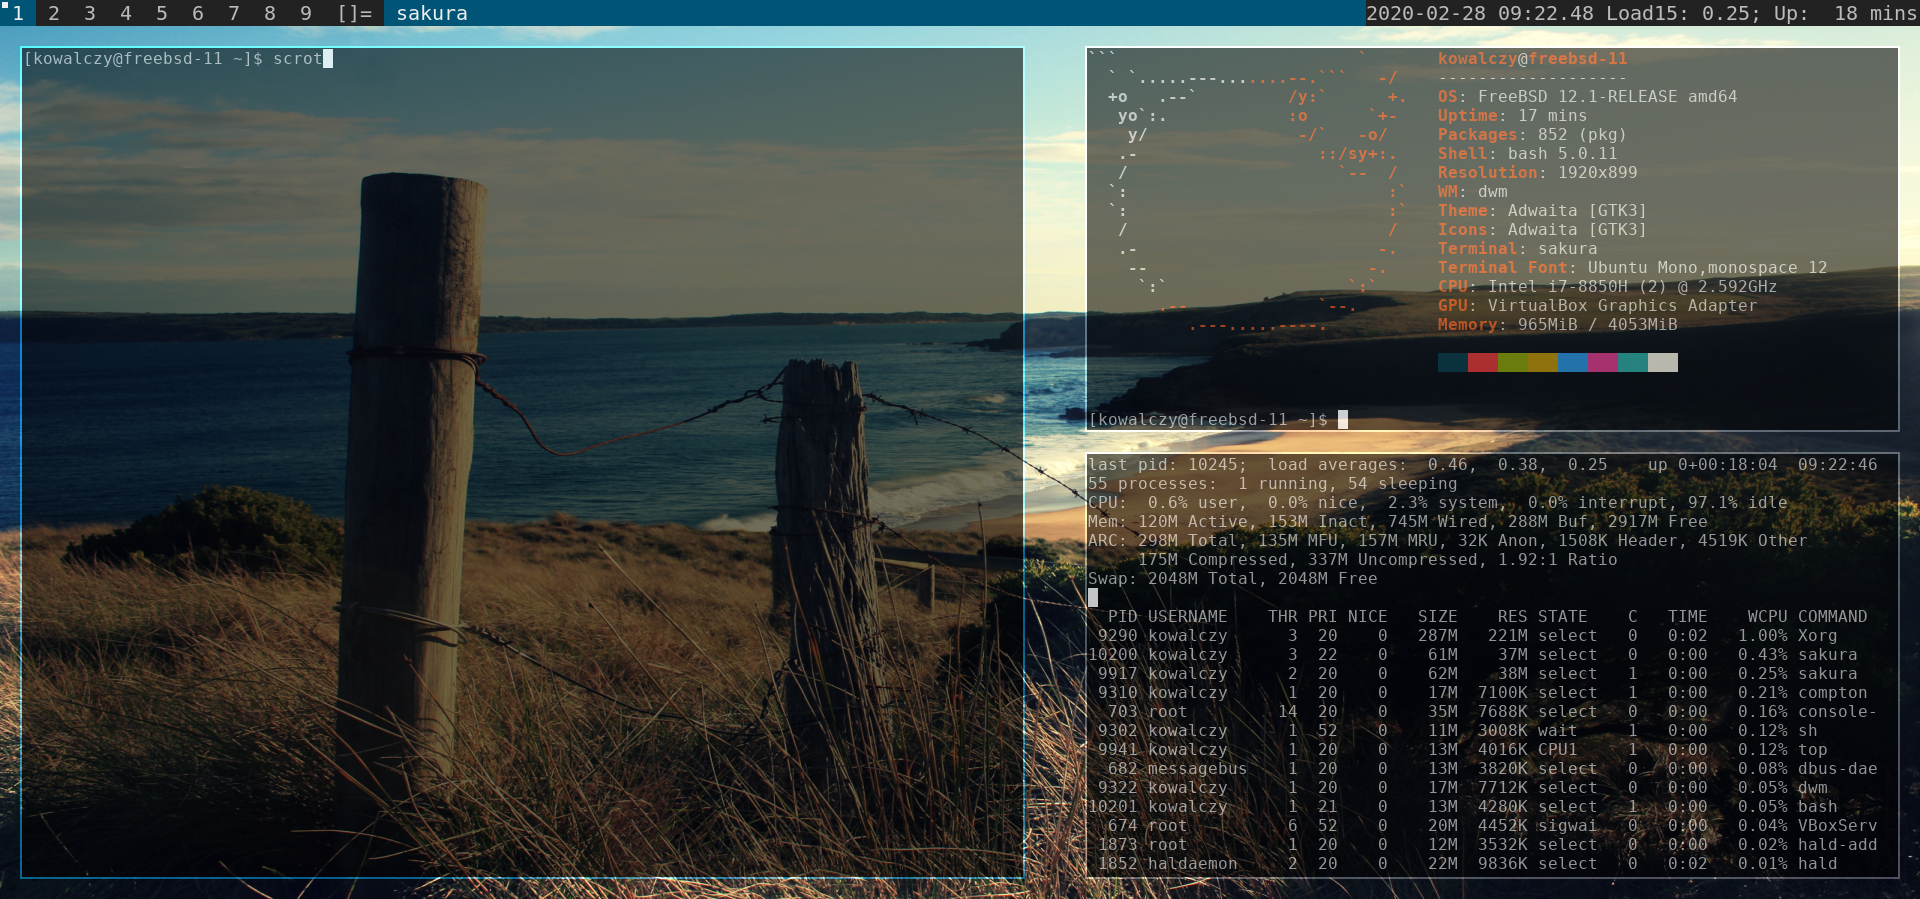 1 2 3 4 5 6 7 8 9 []= sakura 2020-02-28 09:22.48 Load15: 0.25; Up:  18 mins
[kowalczy@freebsd-11 ~]$ scrot
kowalczy@freebsd-11
-------------------
OS: FreeBSD 12.1-RELEASE amd64
Uptime: 17 mins
Packages: 852 (pkg)
Shell: bash 5.0.11
Resolution: 1920x899
WM: dwm
Theme: Adwaita [GTK3]
Icons: Adwaita [GTK3]
Terminal: sakura
Terminal Font: Ubuntu Mono,monospace 12
CPU: Intel i7-8850H (2) @ 2.592GHz
GPU: VirtualBox Graphics Adapter
Memory: 965MiB / 4053MiB
[kowalczy@freebsd-11 ~]$
last pid: 10245;  load averages:  0.46,  0.38,  0.25    up 0+00:18:04  09:22:46
55 processes:  1 running, 54 sleeping
CPU:  0.6% user,  0.0% nice,  2.3% system,  0.0% interrupt, 97.1% idle
Mem: 120M Active, 153M Inact, 745M Wired, 288M Buf, 2917M Free
ARC: 298M Total, 135M MFU, 157M MRU, 32K Anon, 1508K Header, 4519K Other
175M Compressed, 337M Uncompressed, 1.92:1 Ratio
Swap: 2048M Total, 2048M Free
PID USERNAME    THR PRI NICE   SIZE    RES STATE    C   TIME    WCPU COMMAND
9290 kowalczy      3  20    0   287M   221M select   0   0:02   1.00% Xorg
10200 kowalczy      3  22    0    61M    37M select   0   0:00   0.43% sakura
9917 kowalczy      2  20    0    62M    38M select   1   0:00   0.25% sakura
9310 kowalczy      1  20    0    17M  7100K select   1   0:00   0.21% compton
703 root         14  20    0    35M  7688K select   0   0:00   0.16% console-
9302 kowalczy      1  52    0    11M  3008K wait     1   0:00   0.12% sh
9941 kowalczy      1  20    0    13M  4016K CPU1     1   0:00   0.12% top
682 messagebus    1  20    0    13M  3820K select   0   0:00   0.08% dbus-dae
9322 kowalczy      1  20    0    17M  7712K select   0   0:00   0.05% dwm
10201 kowalczy      1  21    0    13M  4280K select   1   0:00   0.05% bash
674 root          6  52    0    20M  4452K sigwai   0   0:00   0.04% VBoxServ
1873 root          1  20    0    12M  3532K select   0   0:00   0.02% hald-add
1852 haldaemon     2  20    0    22M  9836K select   0   0:02   0.01% hald